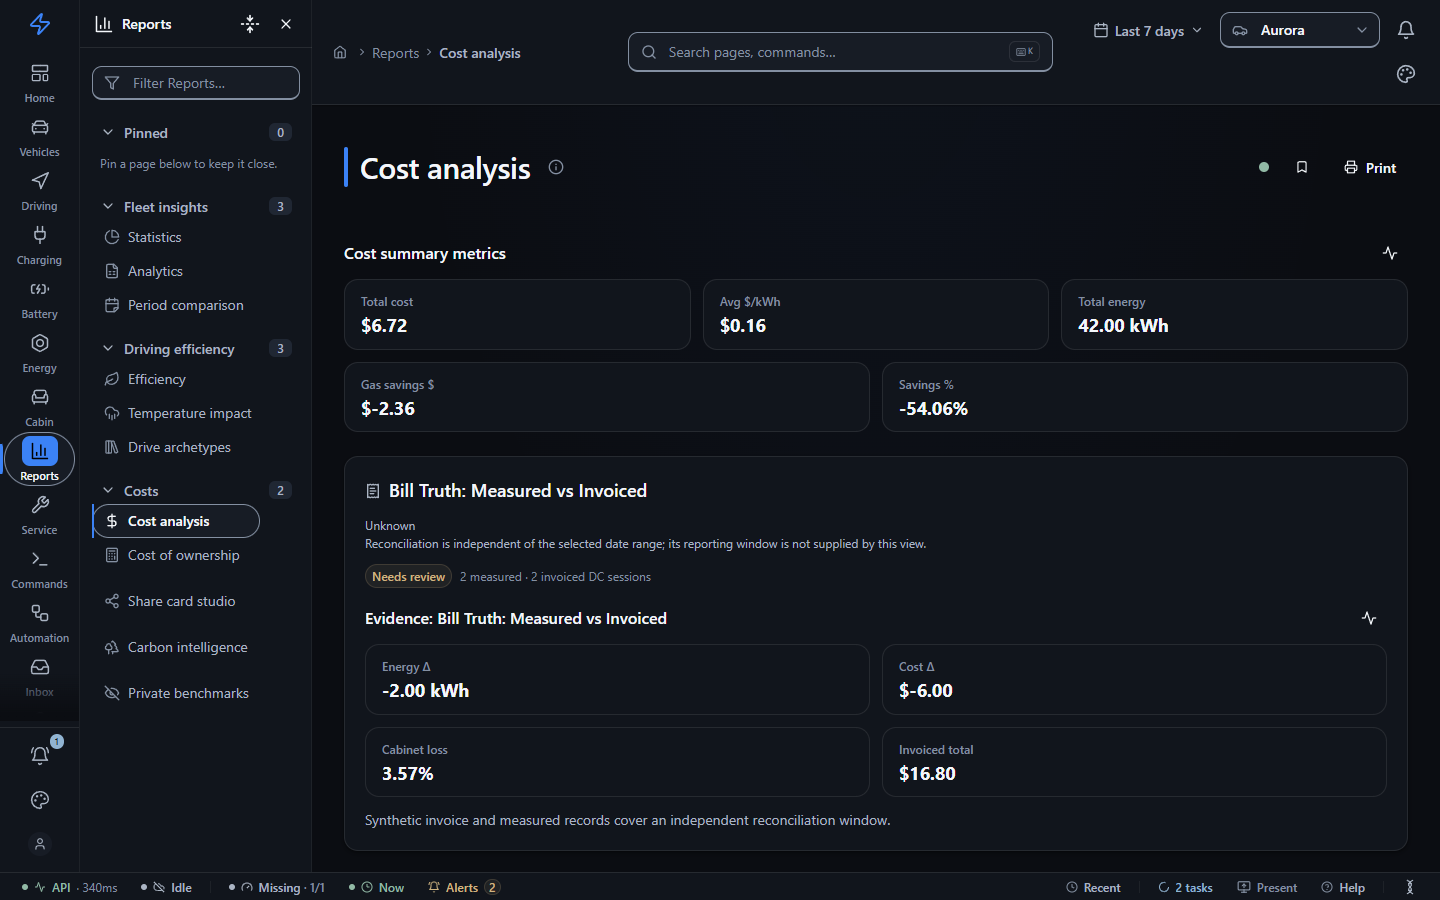 Reports
Last 7 days
Aurora
Reports
Cost analysis
Search pages, commands...
K
Home
Vehicles
Driving
Charging
Battery
Energy
Cabin
Reports
Service
Commands
Automation
Inbox
1
Filter Reports...
Pinned
0
Pin a page below to keep it close.
Fleet insights
3
Statistics
Analytics
Period comparison
Driving efficiency
3
Efficiency
Temperature impact
Drive archetypes
Costs
2
Cost analysis
Cost of ownership
Share card studio
Carbon intelligence
Private benchmarks
Cost analysis
Print
Cost summary metrics
Total cost
$6.72
Avg $/kWh
$0.16
Total energy
42.00 kWh
Gas savings $
$-2.36
Savings %
-54.06%
Bill Truth: Measured vs Invoiced
Unknown
Reconciliation is independent of the selected date range; its reporting window is not supplied by this view.
Needs review
2 measured · 2 invoiced DC sessions
Evidence: Bill Truth: Measured vs Invoiced
Energy Δ
-2.00 kWh
Cost Δ
$-6.00
Cabinet loss
3.57%
Invoiced total
$16.80
Synthetic invoice and measured records cover an independent reconciliation window.
API · 340ms
Idle
Missing · 1/1
Now
Alerts 2
Recent
2 tasks
Present
Help